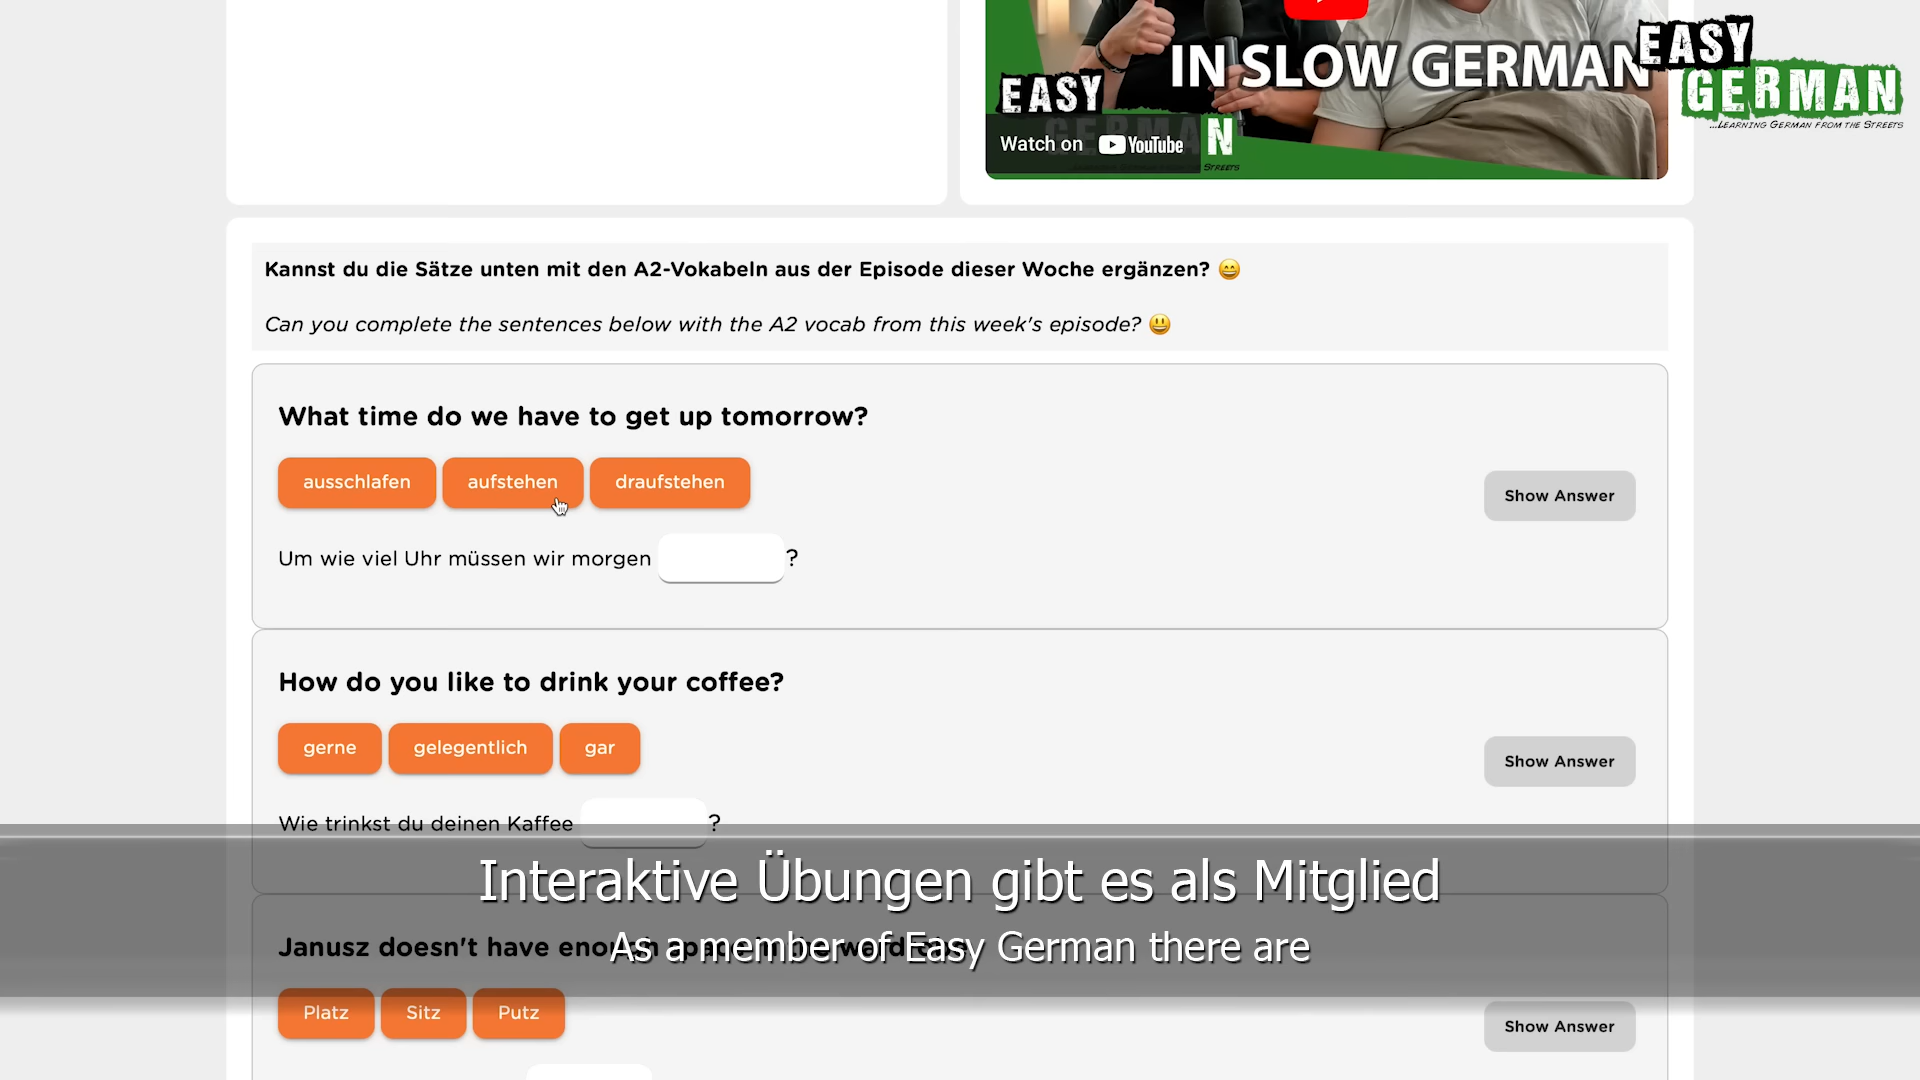 IN SLOW GERMAN
EASY
GERMAN
...LEARNING GERMAN FROM THE STREETS
EASY
N
Watch on YouTube
STREETS
Kannst du die Sätze unten mit den A2-Vokabeln aus der Episode dieser Woche ergänzen? 😄
Can you complete the sentences below with the A2 vocab from this week's episode? 😃
What time do we have to get up tomorrow?
ausschlafen aufstehen draufstehen
Show Answer
Um wie viel Uhr müssen wir morgen ?
How do you like to drink your coffee?
gerne gelegentlich gar
Show Answer
Wie trinkst du deinen Kaffee ?
Interaktive Übungen gibt es als Mitglied
Janusz doesn't have enough space in the
As a member of Easy German there are
Platz Sitz Putz
Show Answer